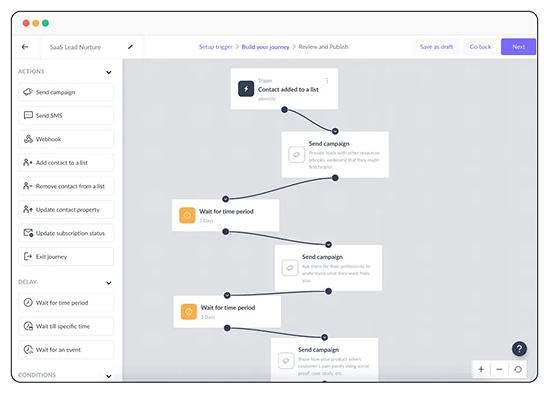 SaaS Lead Nurture
Setup trigger > Build your journey > Review and Publish
Save as draft
Go back
Next
ACTIONS
Send campaign
Send SMS
Webhook
Add contact to a list
Remove contact from a list
Update contact property
Update subscription status
Exit journey
DELAY
Wait for time period
Wait till specific time
Wait for an event
CONDITIONS
Trigger
Contact added to a list
Send campaign
Provide leads with other resources
(ebooks, webinars) that they might
find helpful.
Wait for time period
2 Days
Send campaign
Ask them for their preferences to
understand what they want from
you.
Wait for time period
3 Days
Send campaign
Show how your product solves
customer's pain points using social
proof, case study, etc.
?